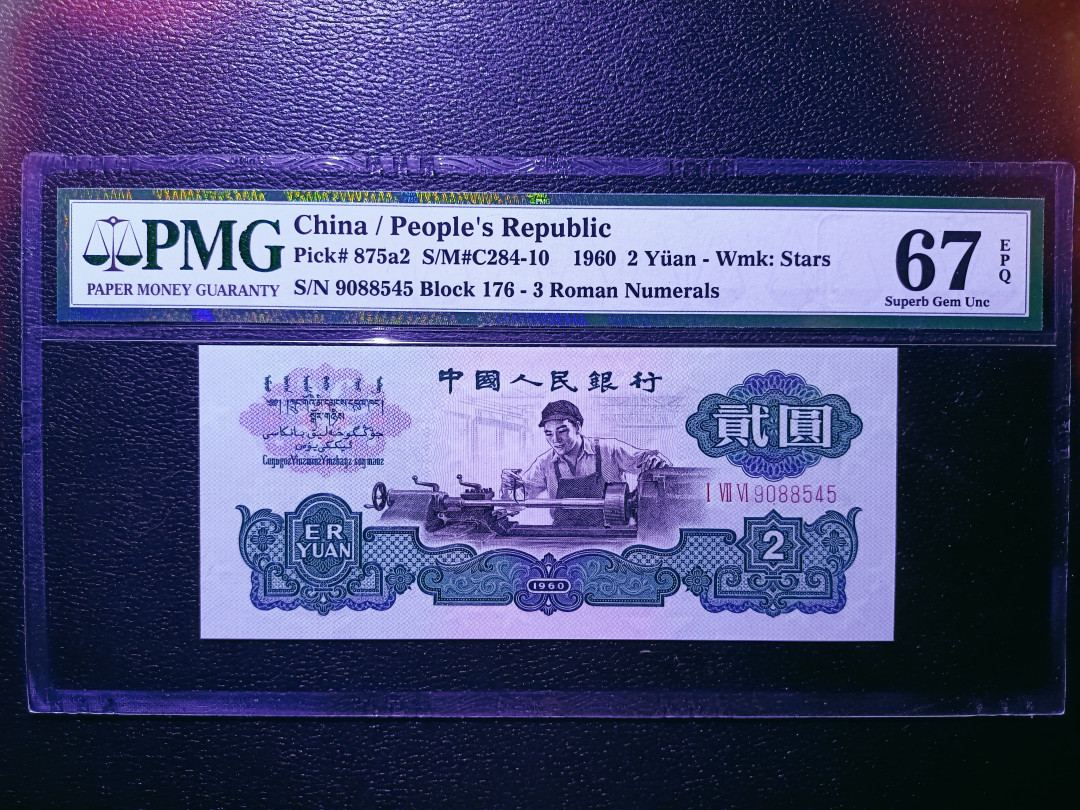 PMG
PAPER MONEY GUARANTY
China / People's Republic
Pick# 875a2 S/M#C284-10 1960 2 Yüan - Wmk: Stars
S/N 9088545 Block 176 - 3 Roman Numerals
67
EPQ
Superb Gem Unc
中國人民銀行
貳圓
I VII VI 9088545
ER
YUAN
1960
2